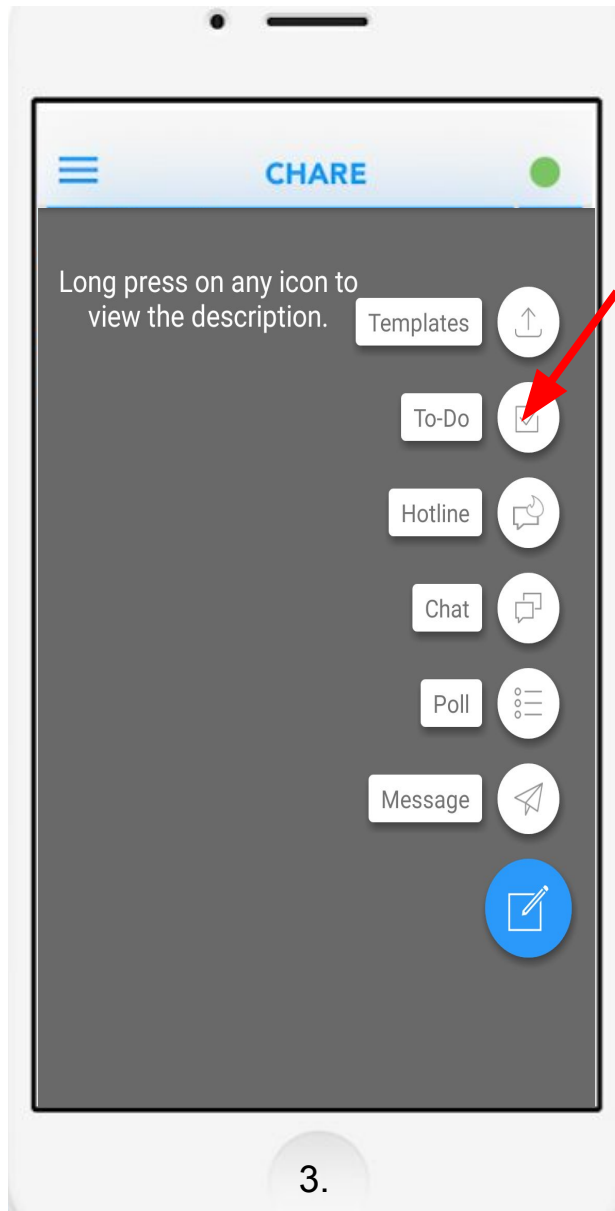 CHARE
Long press on any icon to
view the description.
Templates
To-Do
Hotline
Chat
Poll
Message
3.